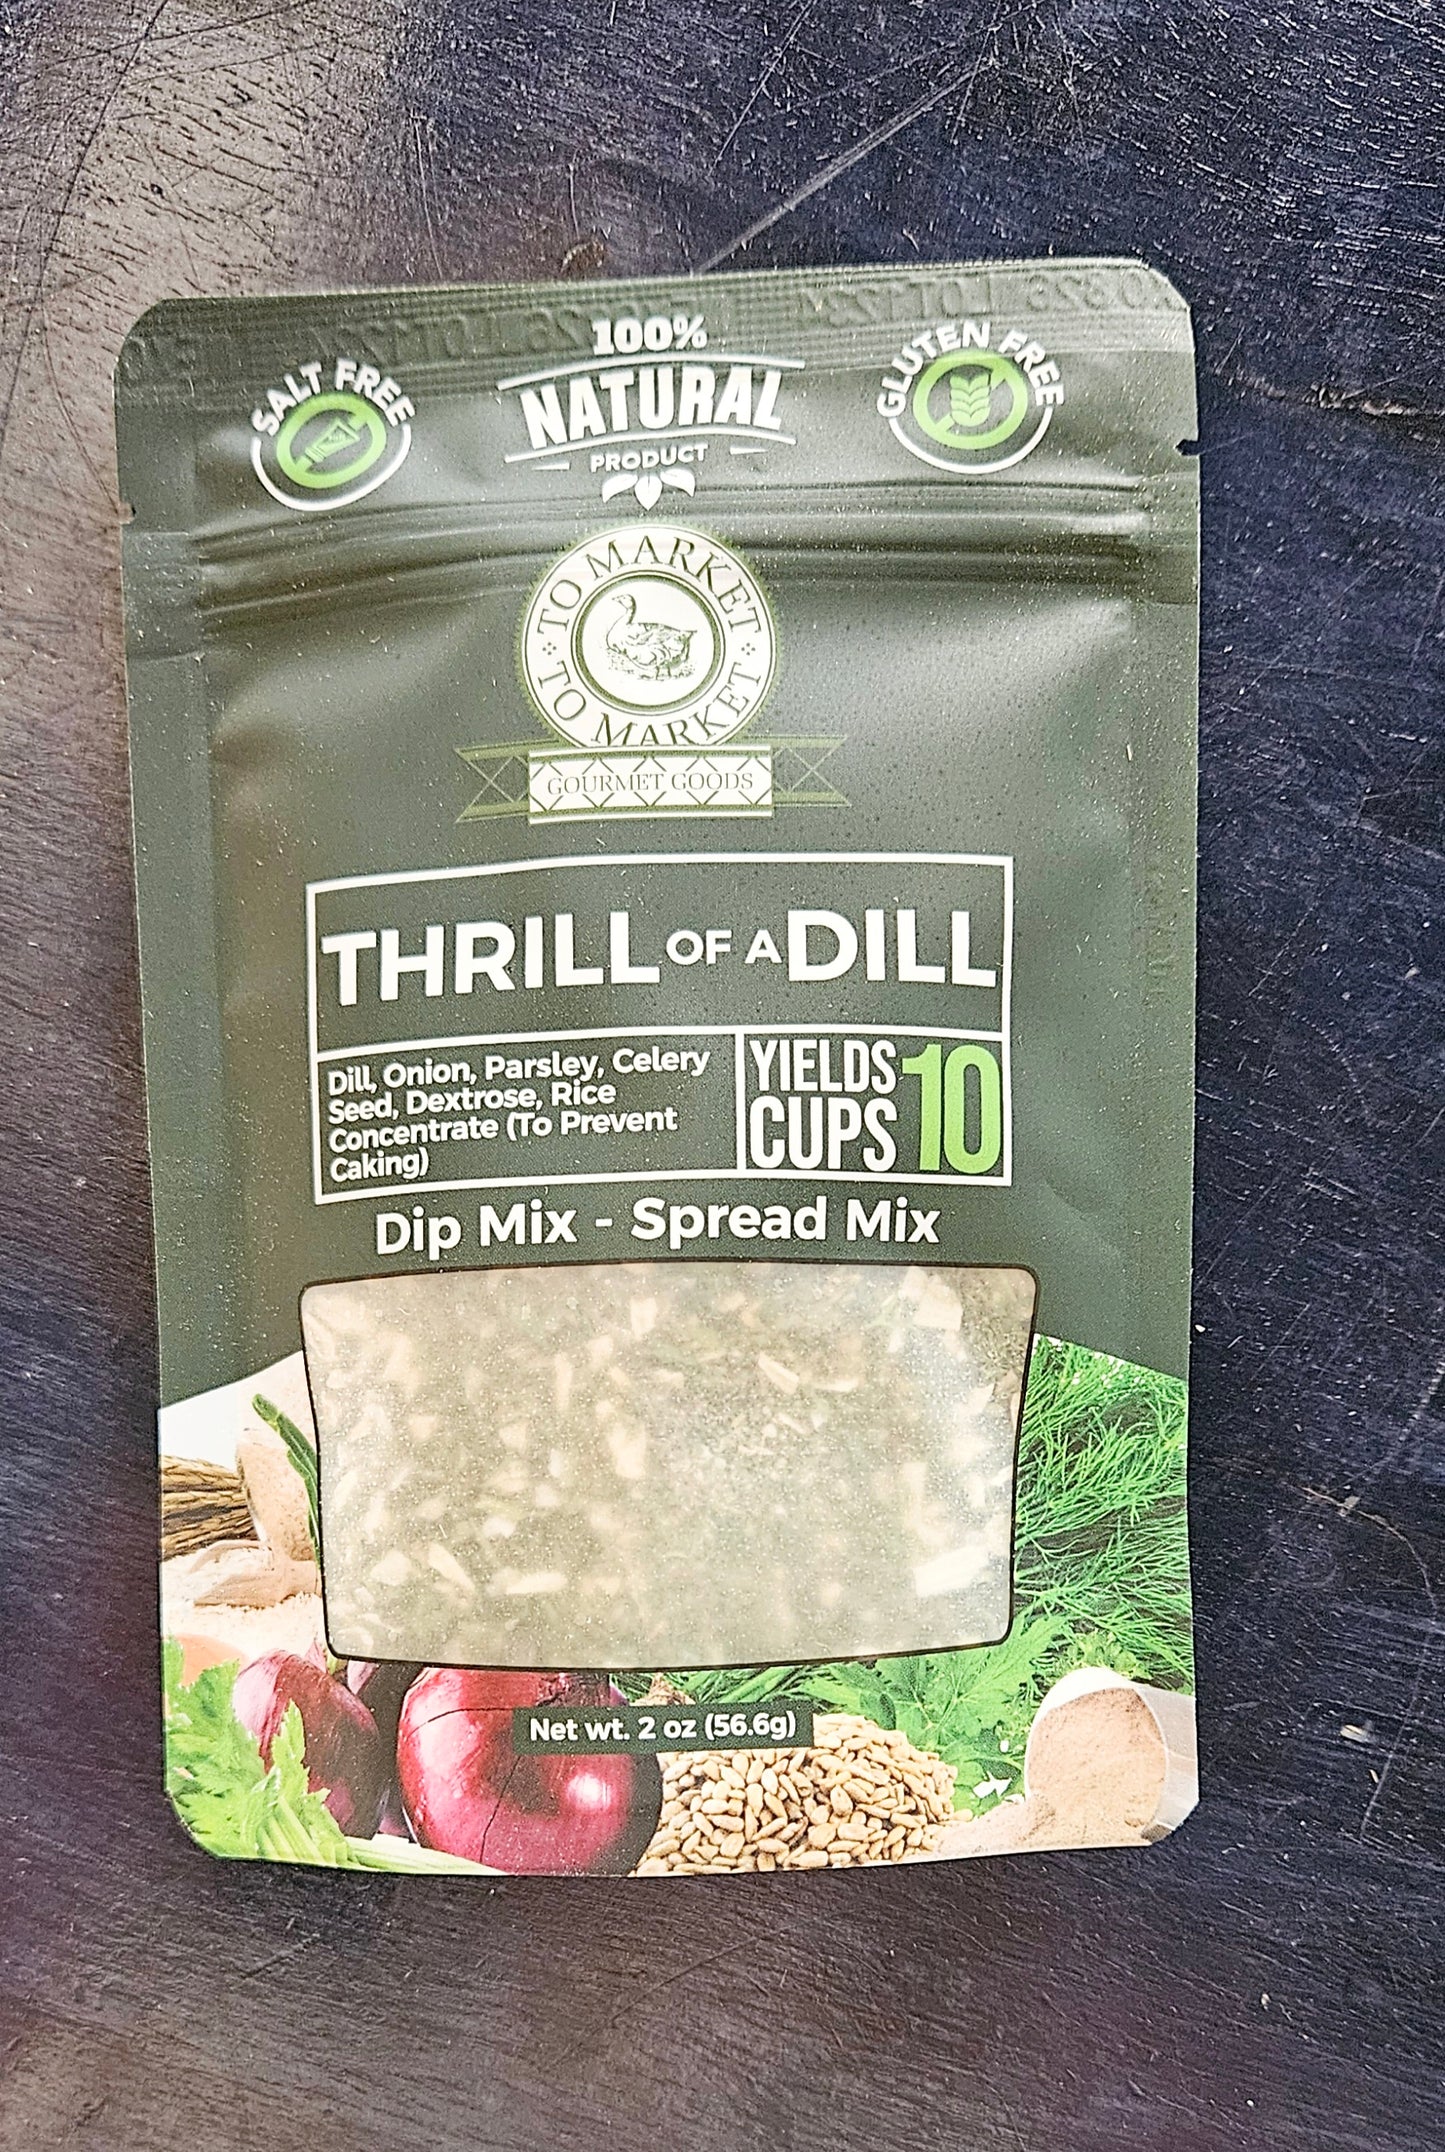 SALT FREE
100%
NATURAL
PRODUCT
GLUTEN FREE
TO MARKET
TO MARKET
GOURMET GOODS
THRILL OF A DILL
Dill, Onion, Parsley, Celery
Seed, Dextrose, Rice
Concentrate (To Prevent
Caking)
YIELDS 10
CUPS
Dip Mix - Spread Mix
Net wt. 2 oz (56.6g)